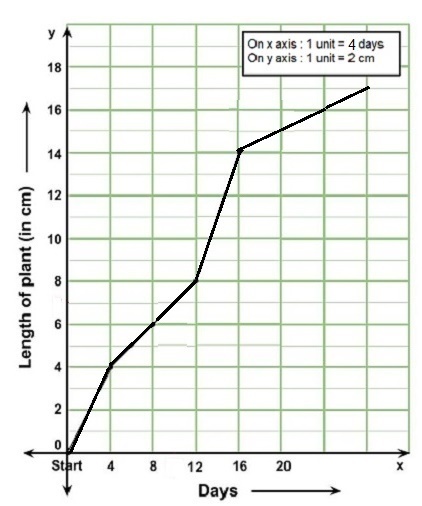 y
On x axis : 1 unit = 4 days
On y axis : 1 unit = 2 cm
18
16
14
12
10
8
6
4
2
0
Length of plant (in cm)
Start 4 8 12 16 20 x
Days